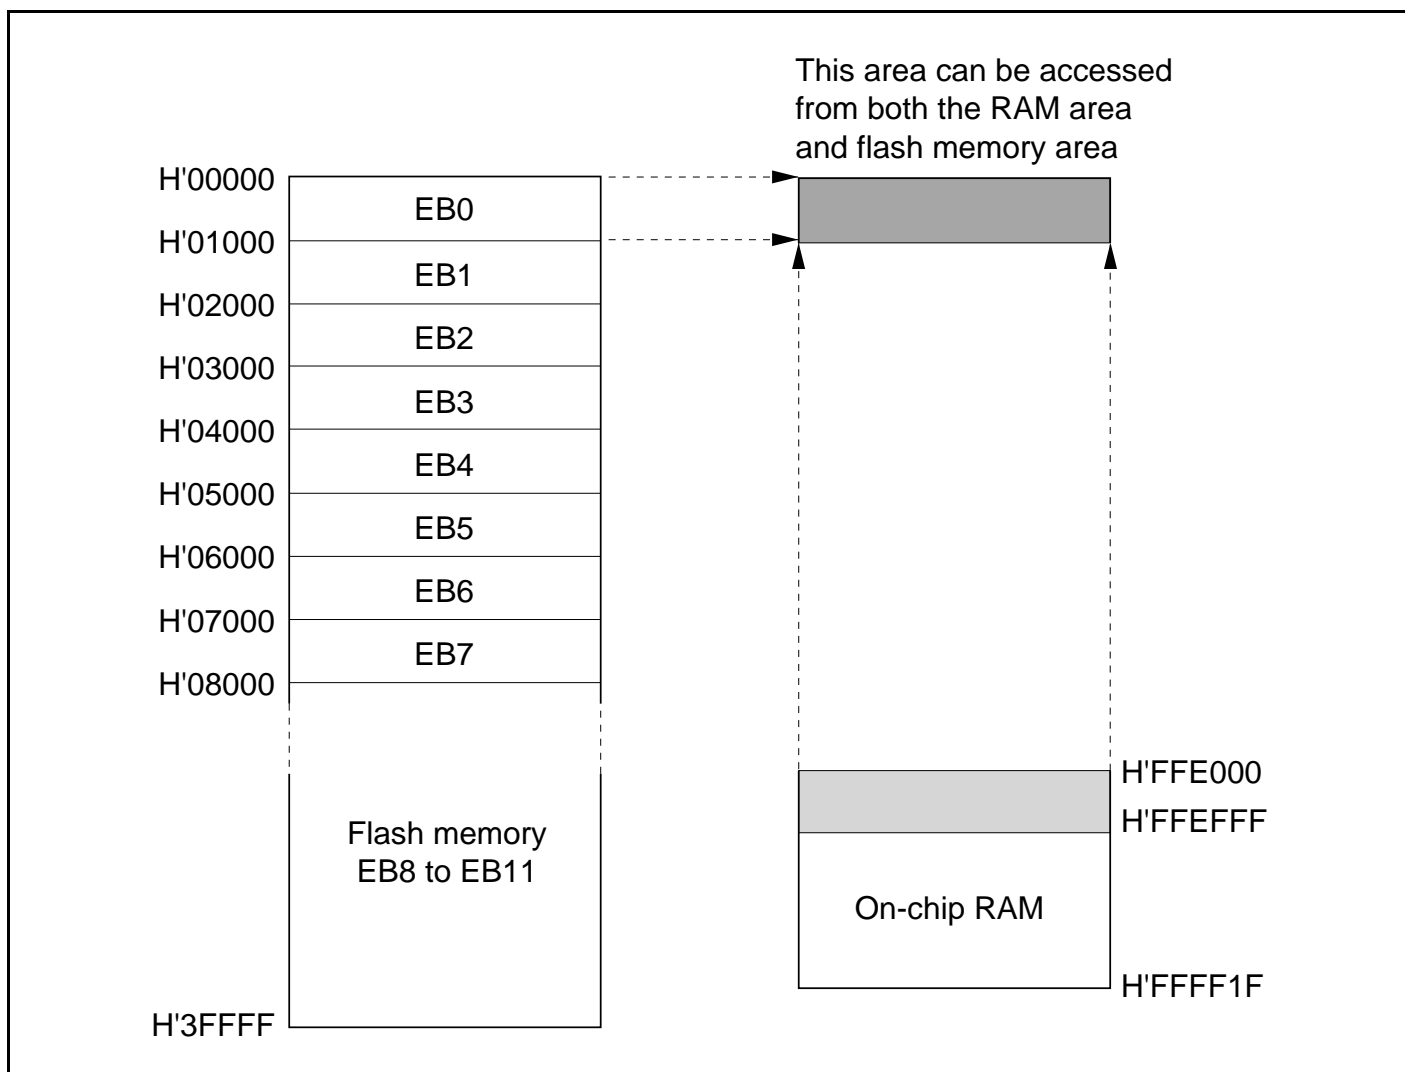 This area can be accessed
from both the RAM area
and flash memory area
H'00000
EB0
H'01000
EB1
H'02000
EB2
H'03000
EB3
H'04000
EB4
H'05000
EB5
H'06000
EB6
H'07000
EB7
H'08000
H'FFE000
H'FFEFFF
Flash memory
EB8 to EB11
On-chip RAM
H'FFFF1F
H'3FFFF